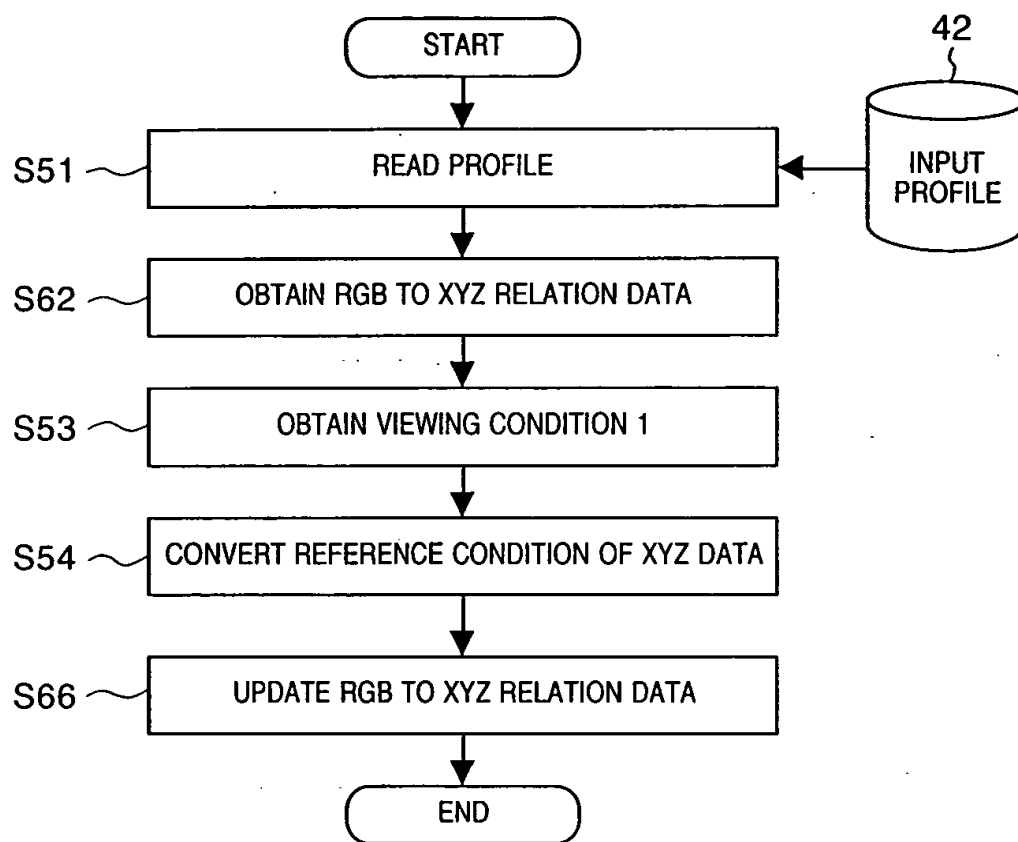 START
42
S51
READ PROFILE
INPUT
PROFILE
S62
OBTAIN RGB TO XYZ RELATION DATA
S53
OBTAIN VIEWING CONDITION 1
S54
CONVERT REFERENCE CONDITION OF XYZ DATA
S66
UPDATE RGB TO XYZ RELATION DATA
END